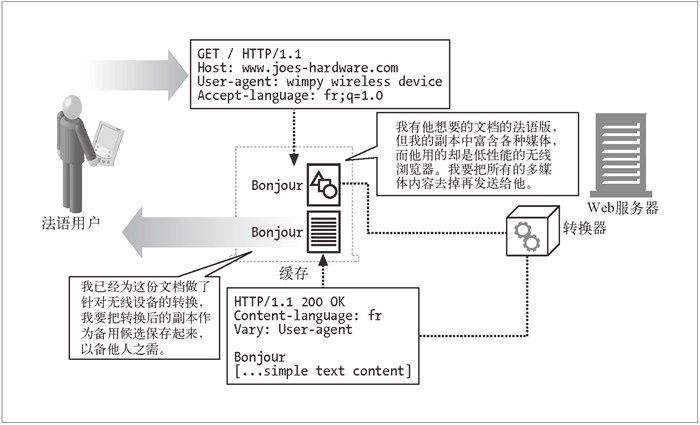 GET / HTTP/1.1
Host: www.joes-hardware.com
User-agent: wimpy wireless device
Accept-language: fr;q=1.0
我有他想要的文档的法语版，
但我的副本中富含各种媒体，
而他用的却是低性能的无线
浏览器。我要把所有的多媒
体内容去掉再发送给他。
Bonjour
Bonjour
法语用户
Web服务器
转换器
缓存
我已经为这份文档做了
针对无线设备的转换，
我要把转换后的副本作
为备用候选保存起来，
以备他人之需。
HTTP/1.1 200 OK
Content-language: fr
Vary: User-agent
Bonjour
[...simple text content]